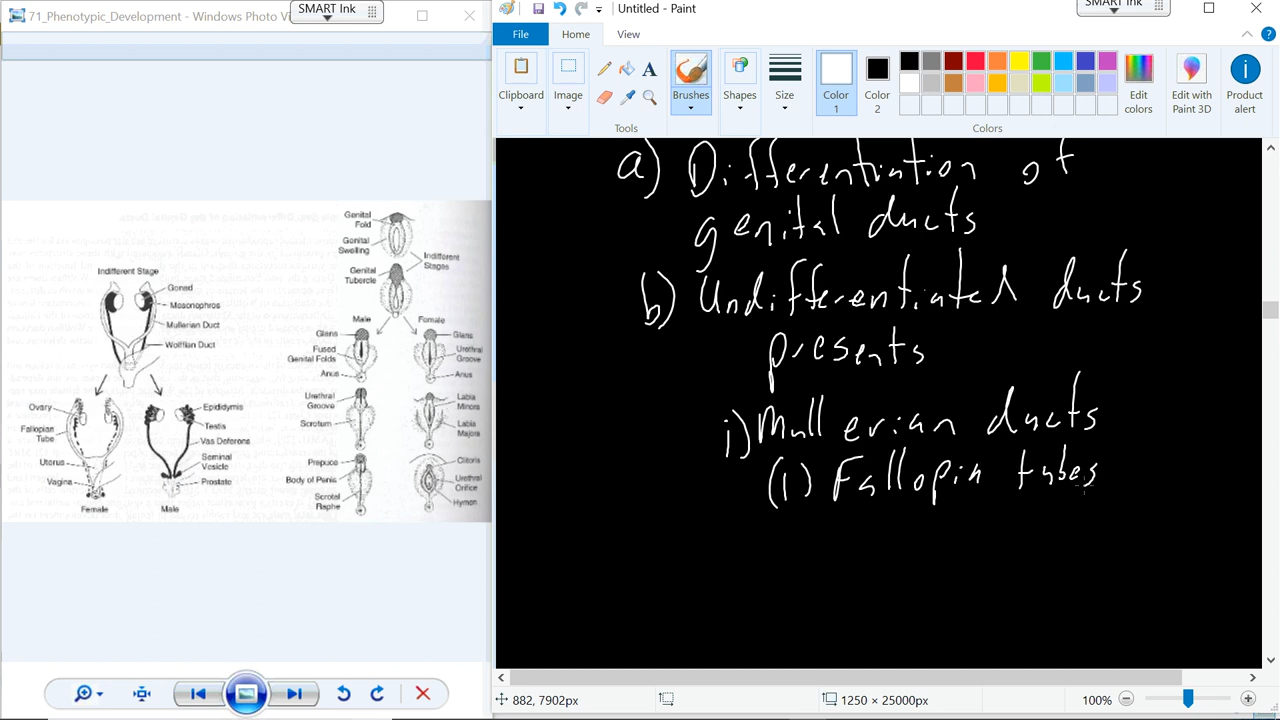 71_Phenotypic_Development - Windows Photo Vi
SMART Ink
Untitled - Paint
SMART Ink
File
Home
View
Clipboard
Image
Tools
Brushes
Shapes
Size
Color 1
Color 2
Colors
Edit colors
Edit with Paint 3D
Product alert
Indifferent Stage
Gonad
Mesonephros
Mullerian Duct
Wolffian Duct
Ovary
Fallopian Tube
Uterus
Vagina
Female
Epididymis
Testis
Vas Deferens
Seminal Vesicle
Prostate
Male
Genital Fold
Genital Swelling
Indifferent Stages
Genital Tubercle
Male
Female
Glans
Fused Genital Folds
Anus
Glans
Urethral Groove
Anus
Urethral Groove
Scrotum
Labia Minora
Labia Majora
Prepuce
Body of Penis
Scrotal Raphe
Clitoris
Urethral Orifice
Hymen
a) Differentiation of
genital ducts
b) Undifferentiated ducts
presents
i) Mullerian ducts
(1) Fallopin tubes
882, 7902px
1250 × 25000px
100%